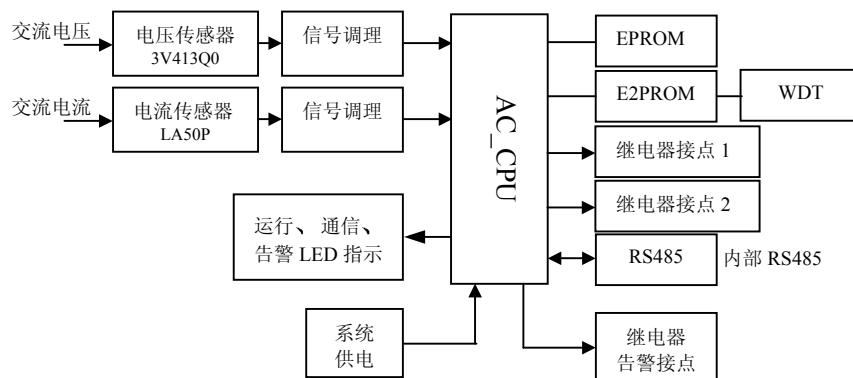 交流电压
电压传感器
3V413Q0
信号调理
交流电流
电流传感器
LA50P
信号调理
AC_CPU
EPROM
E2PROM
WDT
继电器接点 1
继电器接点 2
RS485
内部 RS485
运行、 通信、
告警 LED 指示
系统
供电
继电器
告警接点